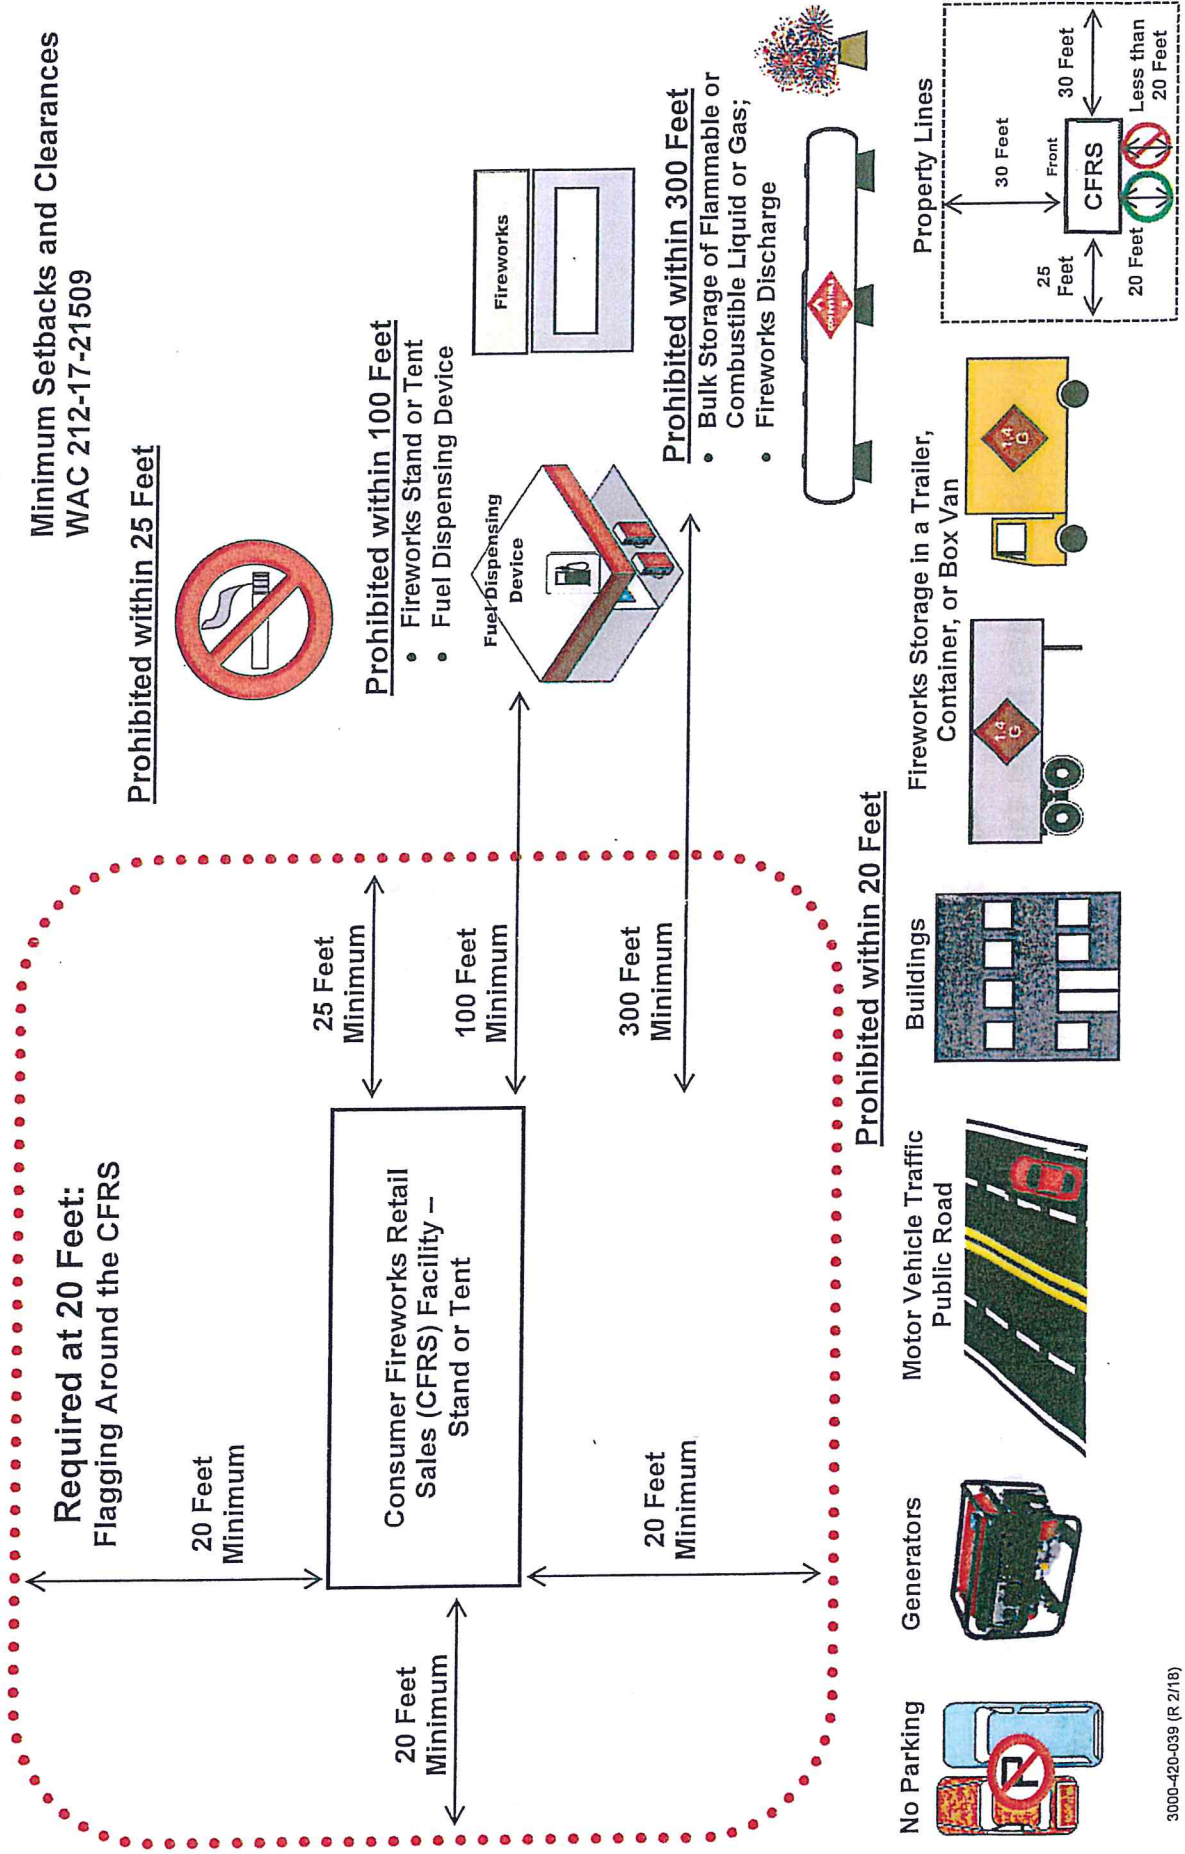 Minimum Setbacks and Clearances
WAC 212-17-21509
Required at 20 Feet:
Flagging Around the CFRS
20 Feet
Minimum
20 Feet
Minimum
Consumer Fireworks Retail
Sales (CFRS) Facility –
Stand or Tent
20 Feet
Minimum
25 Feet
Minimum
100 Feet
Minimum
300 Feet
Minimum
Prohibited within 25 Feet
Prohibited within 100 Feet
• Fireworks Stand or Tent
• Fuel Dispensing Device
Fuel Dispensing
Device
Fireworks
Prohibited within 300 Feet
• Bulk Storage of Flammable or
Combustible Liquid or Gas;
• Fireworks Discharge
Prohibited within 20 Feet
No Parking
P
Generators
Motor Vehicle Traffic
Public Road
Buildings
Fireworks Storage in a Trailer,
Container, or Box Van
1.4
G
1.4
G
Property Lines
30 Feet
Front
25
Feet
CFRS
30 Feet
20 Feet
Less than
20 Feet
3000-420-039 (R 2/18)